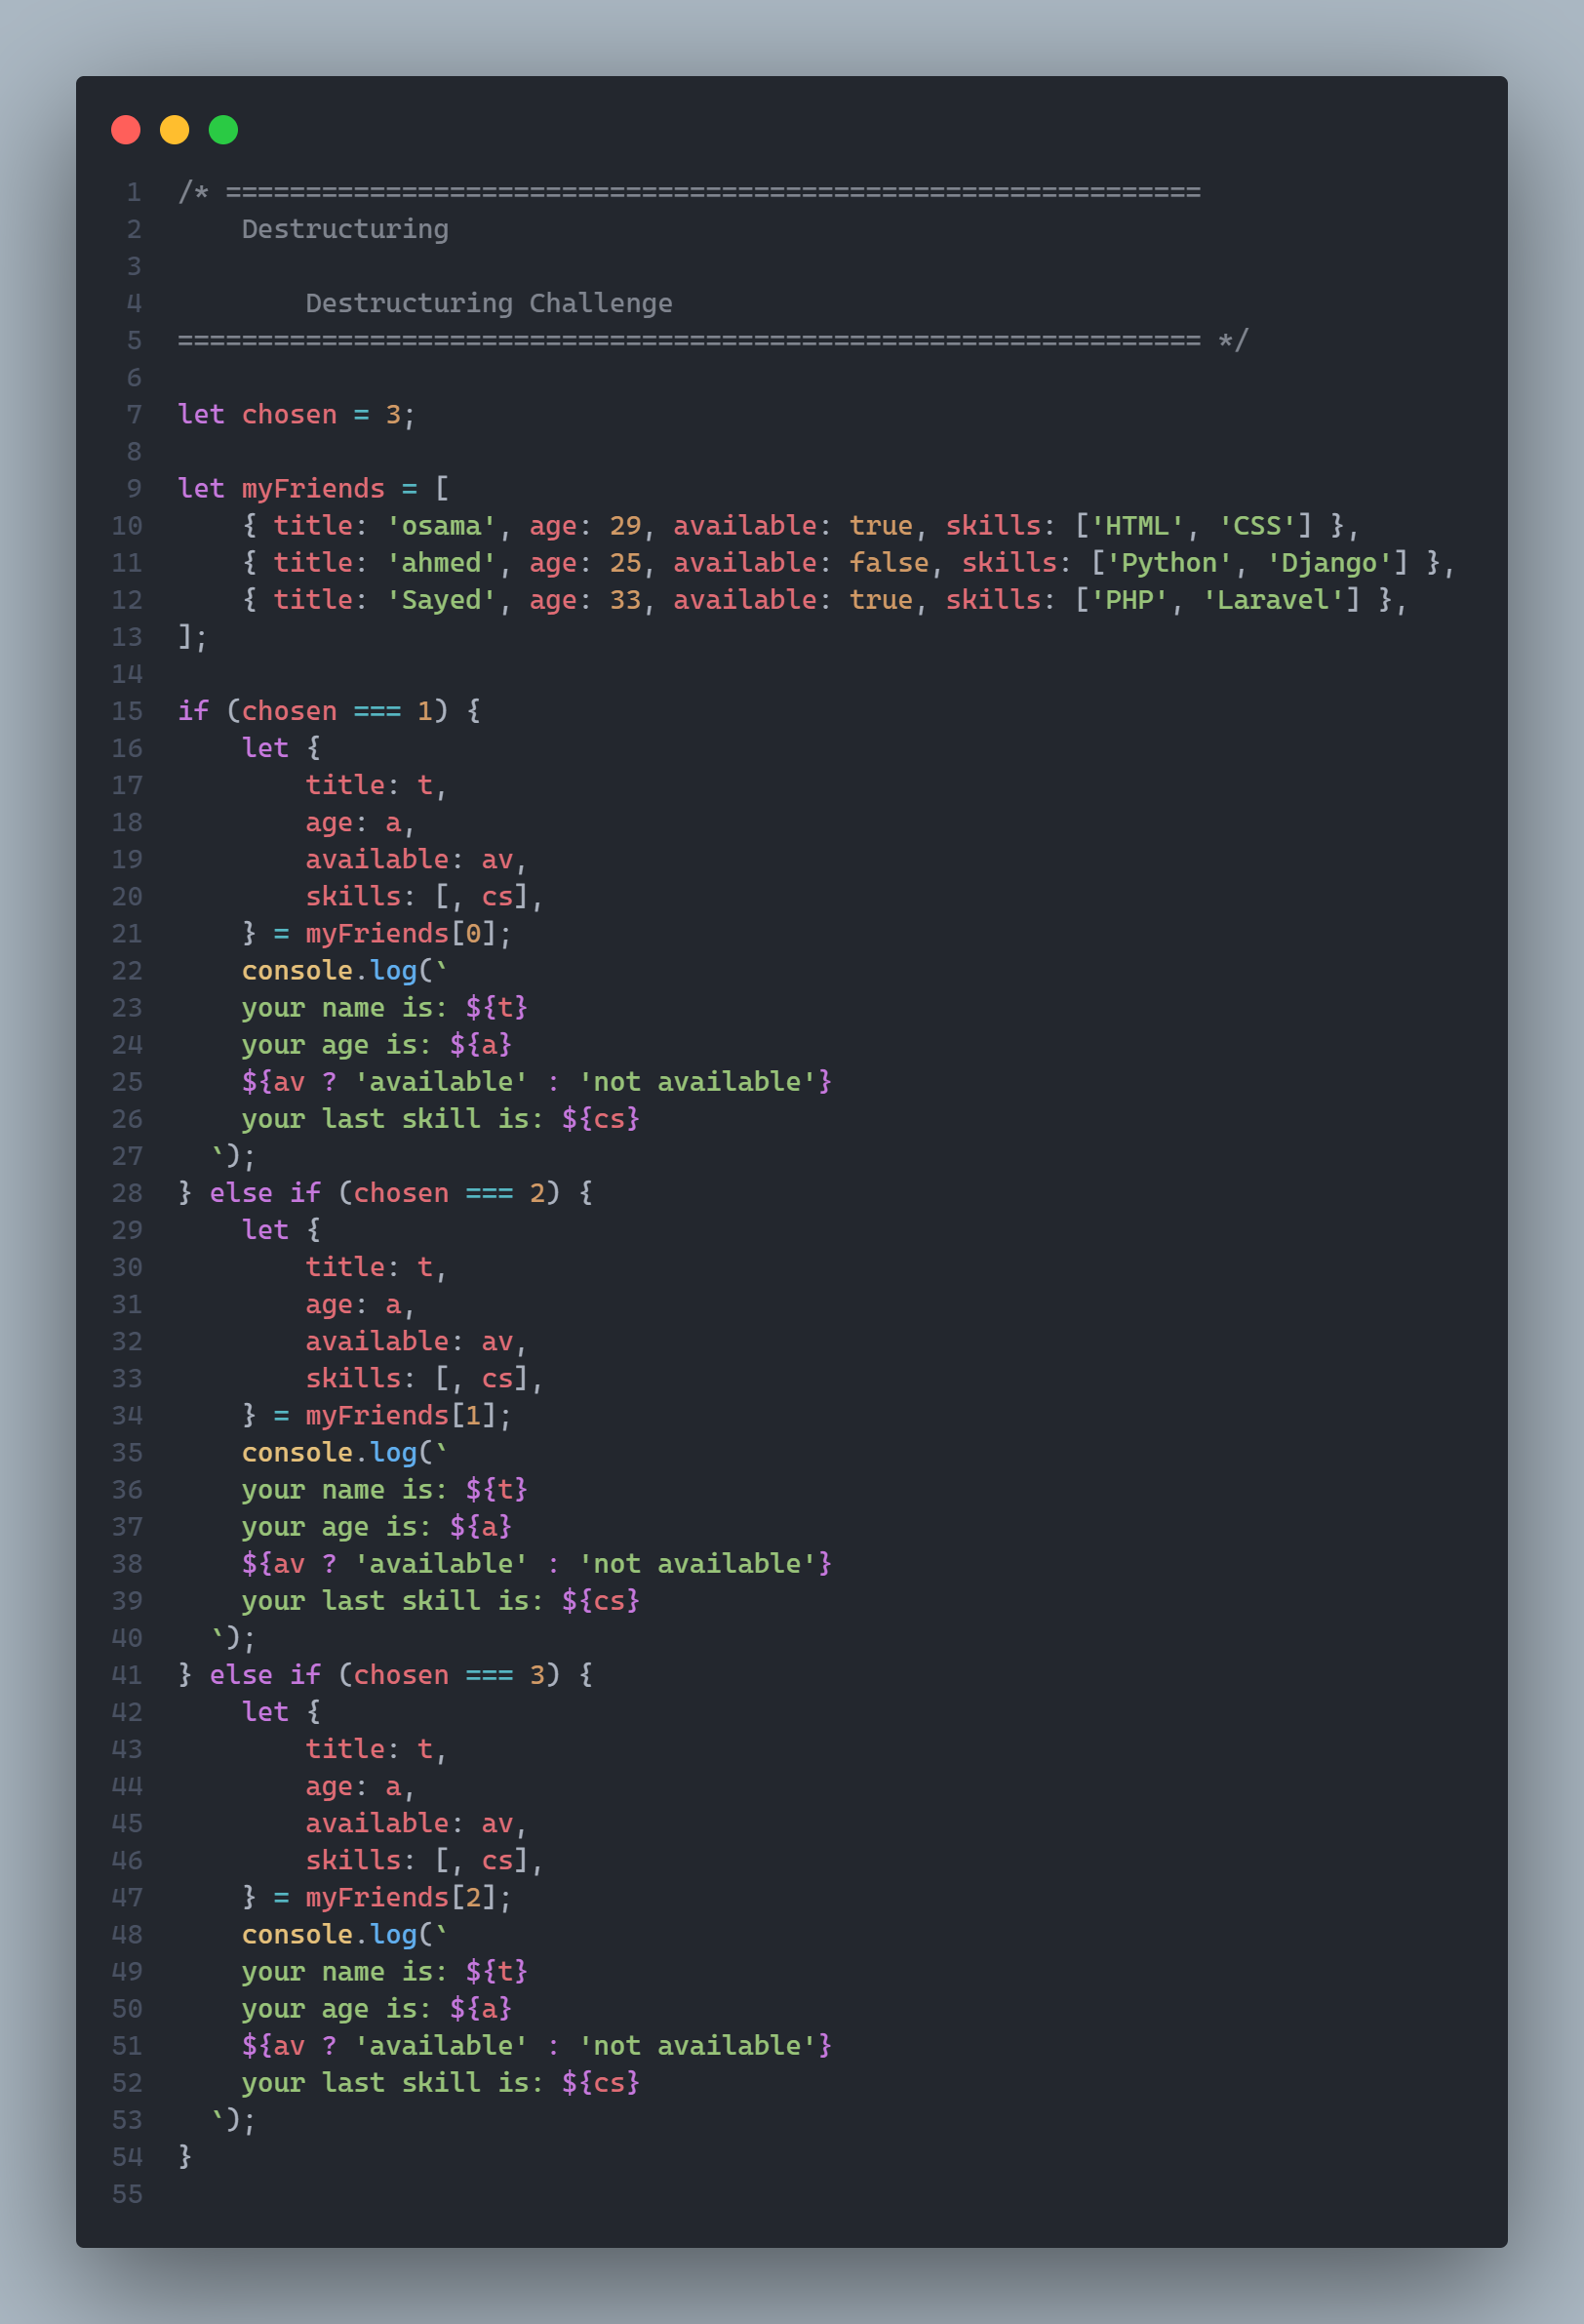 1 /* =============================================================
2     Destructuring
3
4         Destructuring Challenge
5 ================================================================ */
6
7 let chosen = 3;
8
9 let myFriends = [
10     { title: 'osama', age: 29, available: true, skills: ['HTML', 'CSS'] },
11     { title: 'ahmed', age: 25, available: false, skills: ['Python', 'Django'] },
12     { title: 'Sayed', age: 33, available: true, skills: ['PHP', 'Laravel'] },
13 ];
14
15 if (chosen === 1) {
16     let {
17         title: t,
18         age: a,
19         available: av,
20         skills: [, cs],
21     } = myFriends[0];
22     console.log(`
23     your name is: ${t}
24     your age is: ${a}
25     ${av ? 'available' : 'not available'}
26     your last skill is: ${cs}
27   `);
28 } else if (chosen === 2) {
29     let {
30         title: t,
31         age: a,
32         available: av,
33         skills: [, cs],
34     } = myFriends[1];
35     console.log(`
36     your name is: ${t}
37     your age is: ${a}
38     ${av ? 'available' : 'not available'}
39     your last skill is: ${cs}
40   `);
41 } else if (chosen === 3) {
42     let {
43         title: t,
44         age: a,
45         available: av,
46         skills: [, cs],
47     } = myFriends[2];
48     console.log(`
49     your name is: ${t}
50     your age is: ${a}
51     ${av ? 'available' : 'not available'}
52     your last skill is: ${cs}
53   `);
54 }
55